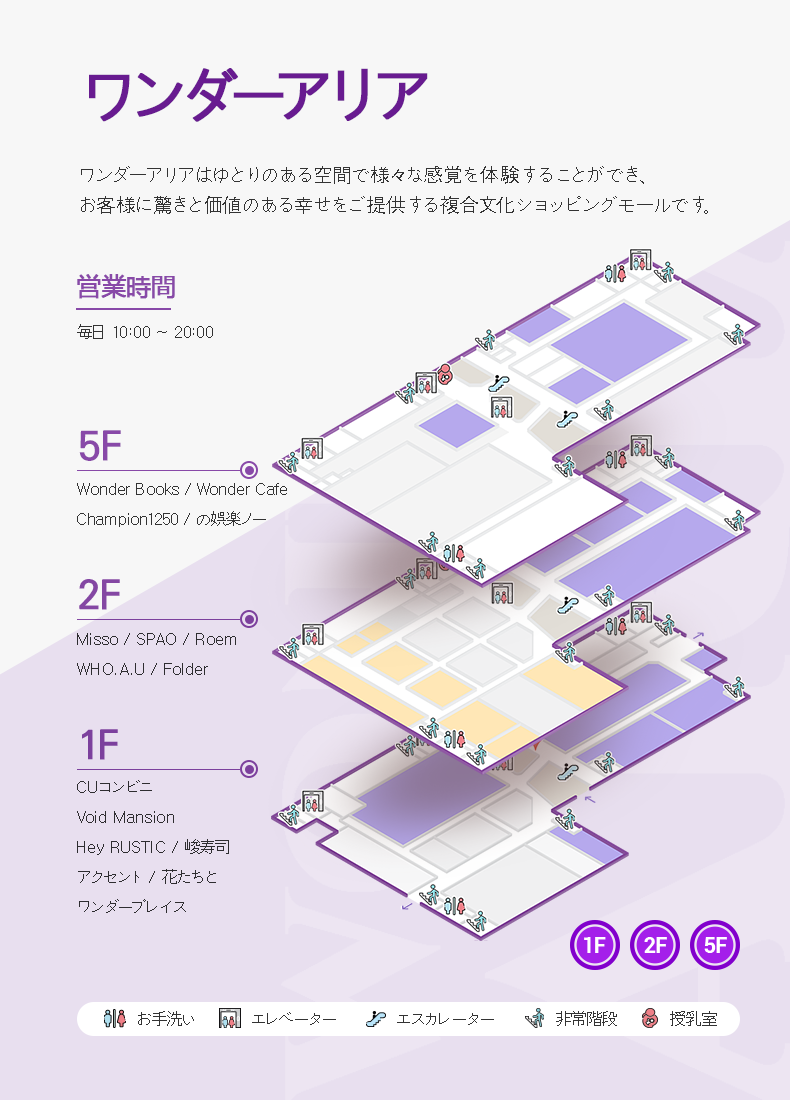 ワンダーアリア
ワンダーアリアはゆとりのある空間で様々な感覚を体験することができ、
お客様に驚きと価値のある幸せをご提供する複合文化ショッピングモールです。
営業時間
毎日 10:00 ~ 20:00
5F
Wonder Books / Wonder Cafe
Champion1250 / の娯楽ノー
2F
Misso / SPAO / Roem
WHO.A.U / Folder
1F
CUコンビニ
Void Mansion
Hey RUSTIC / 峻寿司
アクセント / 花たちと
ワンダープレイス
1F 2F 5F
お手洗い エレベーター エスカレーター 非常階段 授乳室